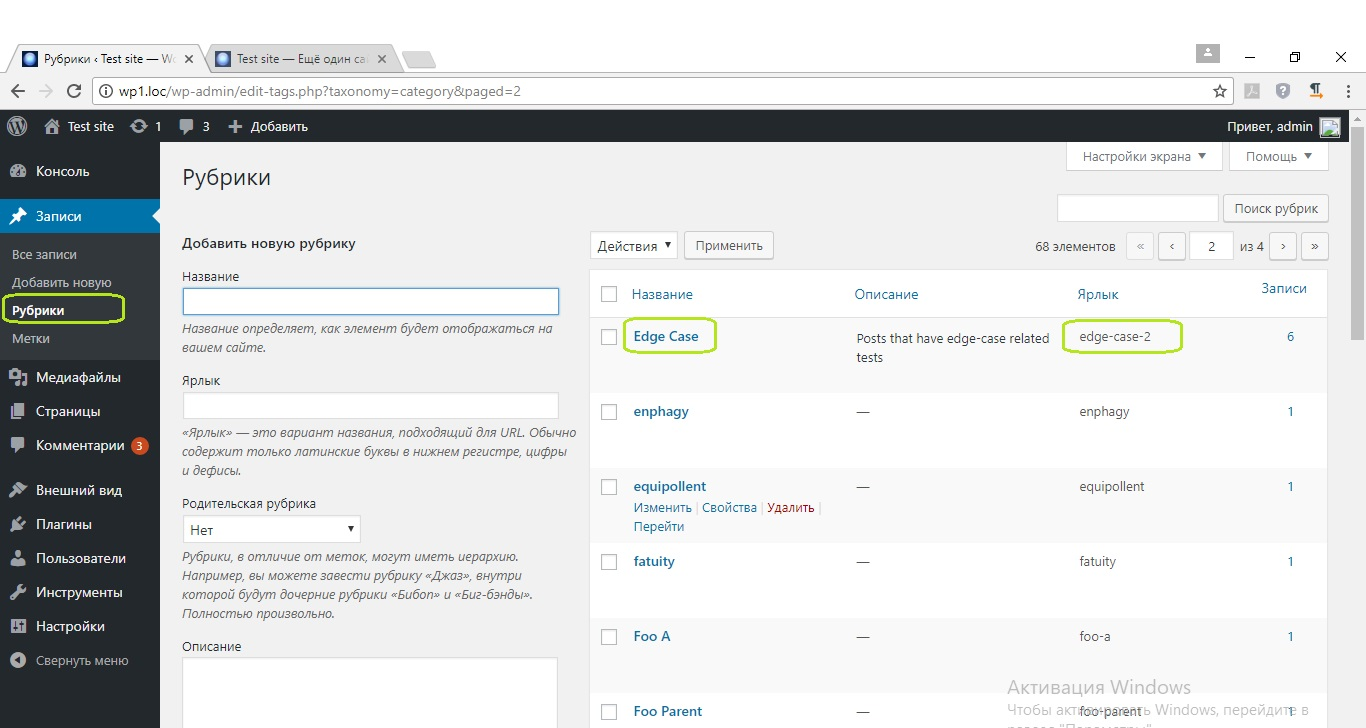 Рубрики ‹ Test site — Wo
Test site — Ещё один са
wp1.loc/wp-admin/edit-tags.php?taxonomy=category&paged=2
Test site 1 3 Добавить Привет, admin
Консоль
Записи
Все записи
Добавить новую
Рубрики
Метки
Медиафайлы
Страницы
Комментарии 3
Внешний вид
Плагины
Пользователи
Инструменты
Настройки
Свернуть меню
Настройки экрана ▼ Помощь ▼
Рубрики
Поиск рубрик
Добавить новую рубрику
Название
Название определяет, как элемент будет отображаться на
вашем сайте.
Ярлык
«Ярлык» — это вариант названия, подходящий для URL. Обычно
содержит только латинские буквы в нижнем регистре, цифры
и дефисы.
Родительская рубрика
Нет ▼
Рубрики, в отличие от меток, могут иметь иерархию.
Например, вы можете завести рубрику «Джаз», внутри
которой будут дочерние рубрики «Бибоп» и «Биг-бэнды».
Полностью произвольно.
Описание
Действия ▼ Применить 68 элементов « ‹ 2 из 4 › »
Название Описание Ярлык Записи
Edge Case Posts that have edge-case related edge-case-2 6
tests
enphagy — enphagy 1
equipollent — equipollent 1
Изменить | Свойства | Удалить |
Перейти
fatuity — fatuity 1
Foo A — foo-a 1
Foo Parent foo-parent 1
Активация Windows
Чтобы активировать Windows, перейдите в
раздел "Параметры".